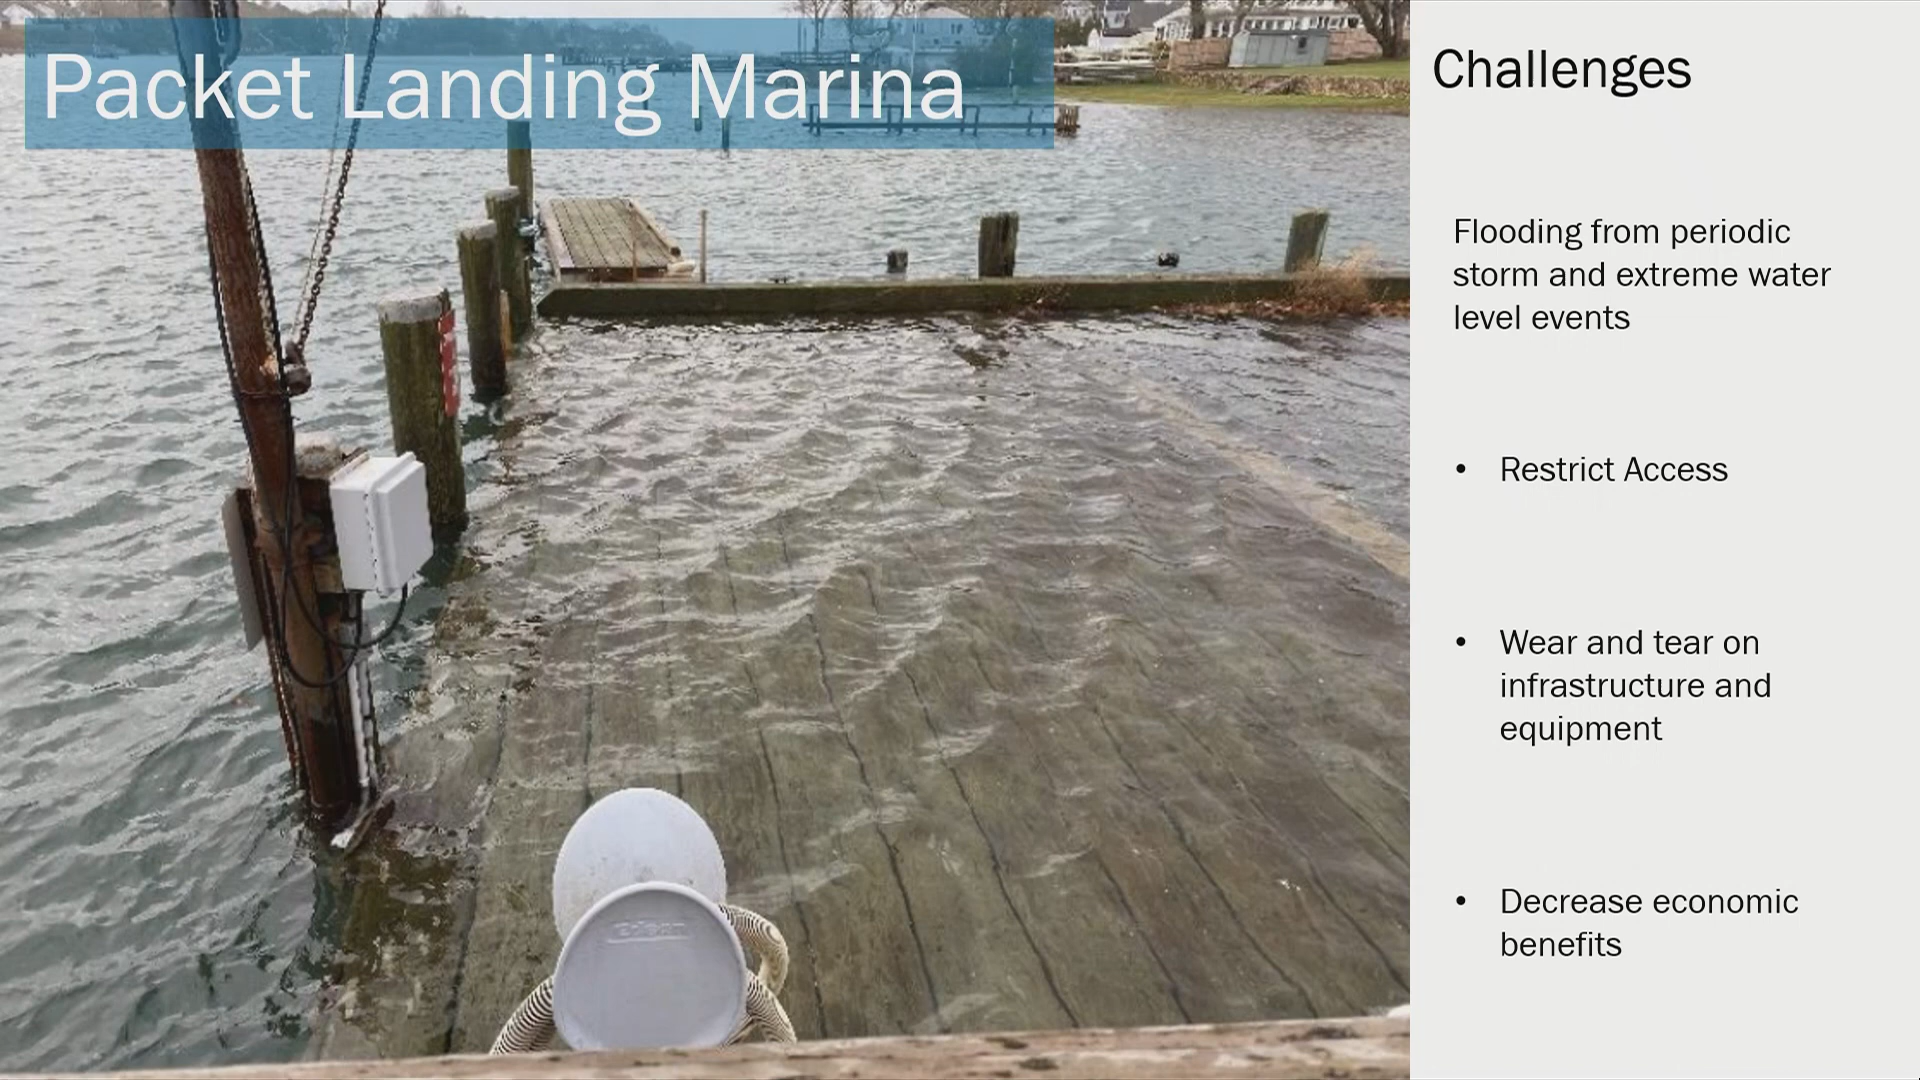 Packet Landing Marina
Challenges
Flooding from periodic
storm and extreme water
level events
• Restrict Access
• Wear and tear on
infrastructure and
equipment
• Decrease economic
benefits